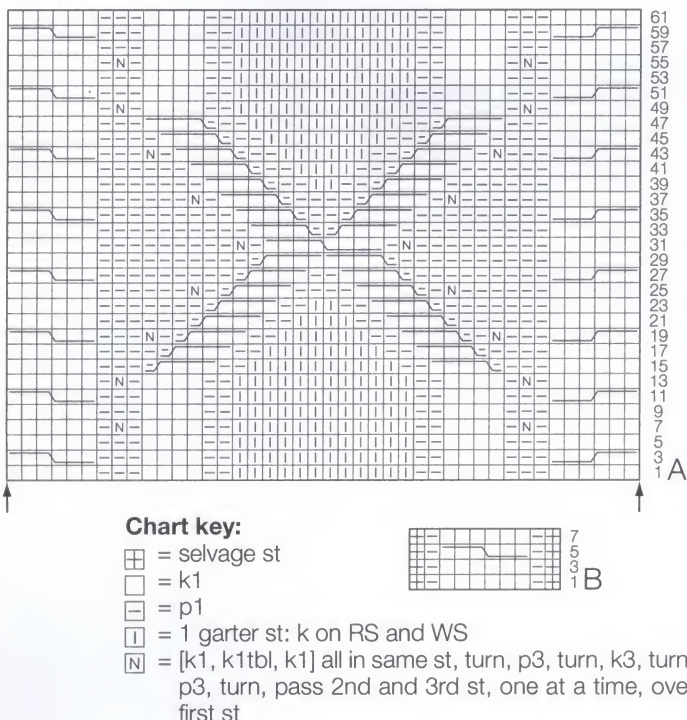 61
59
57
55
53
51
49
47
45
43
41
39
37
35
33
31
29
27
25
23
21
19
17
15
13
11
9
7
5
3
1 A
N N
N N
N N
N N
N N
N N
N N
N N
N N
Chart key:
= selvage st
= k1
= p1
= 1 garter st: k on RS and WS
N = [k1, k1tbl, k1] all in same st, turn, p3, turn, k3, turn
p3, turn, pass 2nd and 3rd st, one at a time, ove
first st
7
5
3
1 B